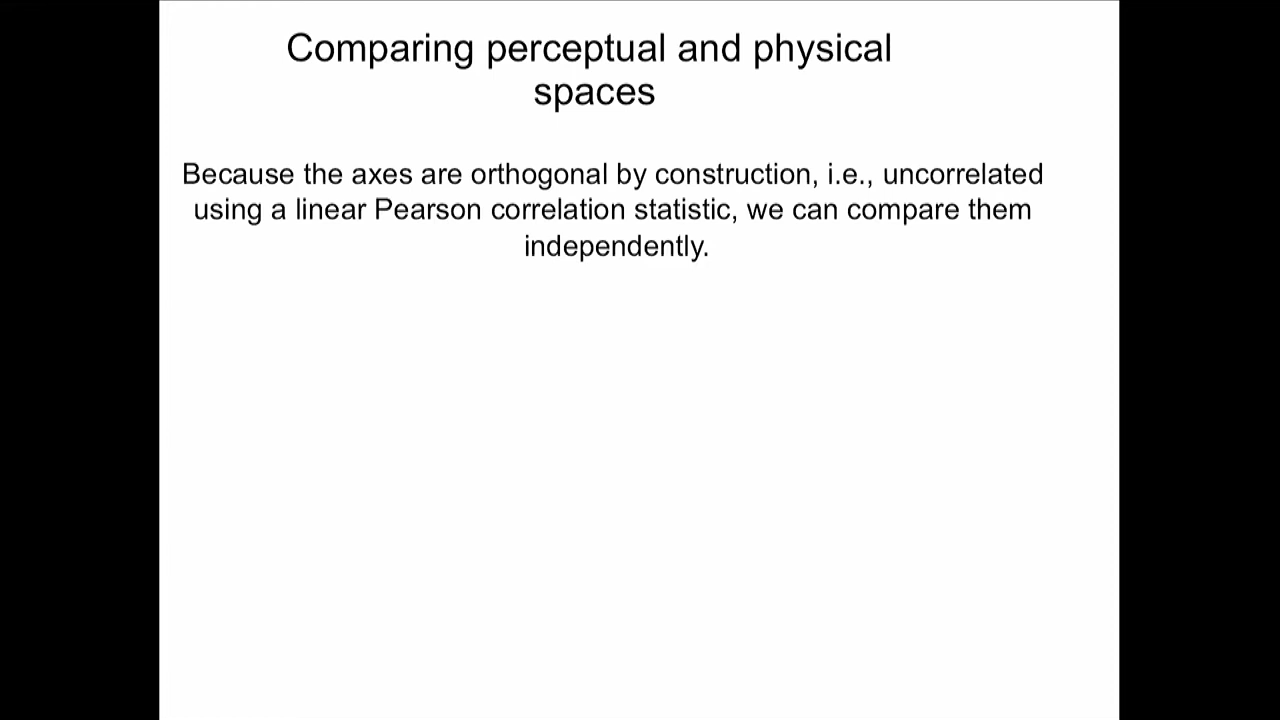 Comparing perceptual and physical
spaces
Because the axes are orthogonal by construction, i.e., uncorrelated
using a linear Pearson correlation statistic, we can compare them
independently.